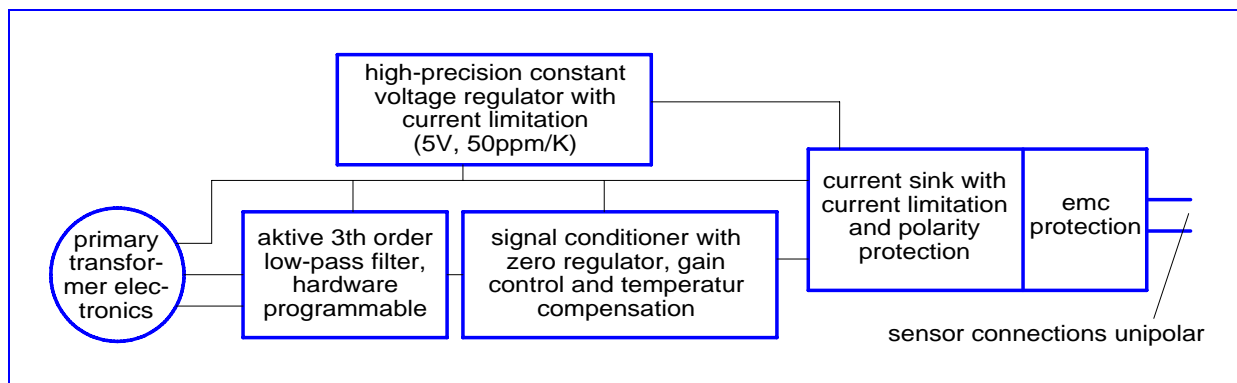 high-precision constant
voltage regulator with
current limitation
(5V, 50ppm/K)
primary
transfor-
mer elec-
tronics
aktive 3th order
low-pass filter,
hardware
programmable
signal conditioner with
zero regulator, gain
control and temperatur
compensation
current sink with
current limitation
and polarity
protection
emc
protection
sensor connections unipolar